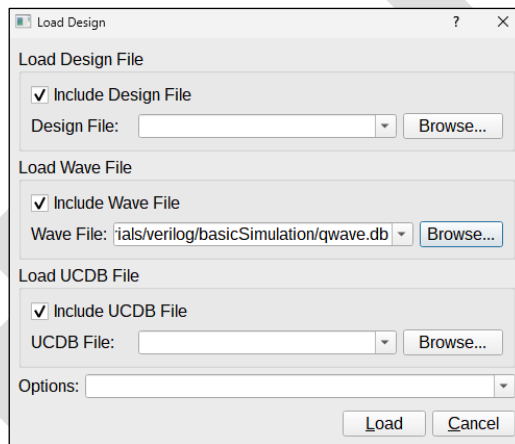 Load Design ?
Load Design File
Include Design File
Design File: Browse...
Load Wave File
Include Wave File
Wave File: rials/verilog/basicSimulation/qwave.db Browse...
Load UCDB File
Include UCDB File
UCDB File: Browse...
Options:
Load Cancel